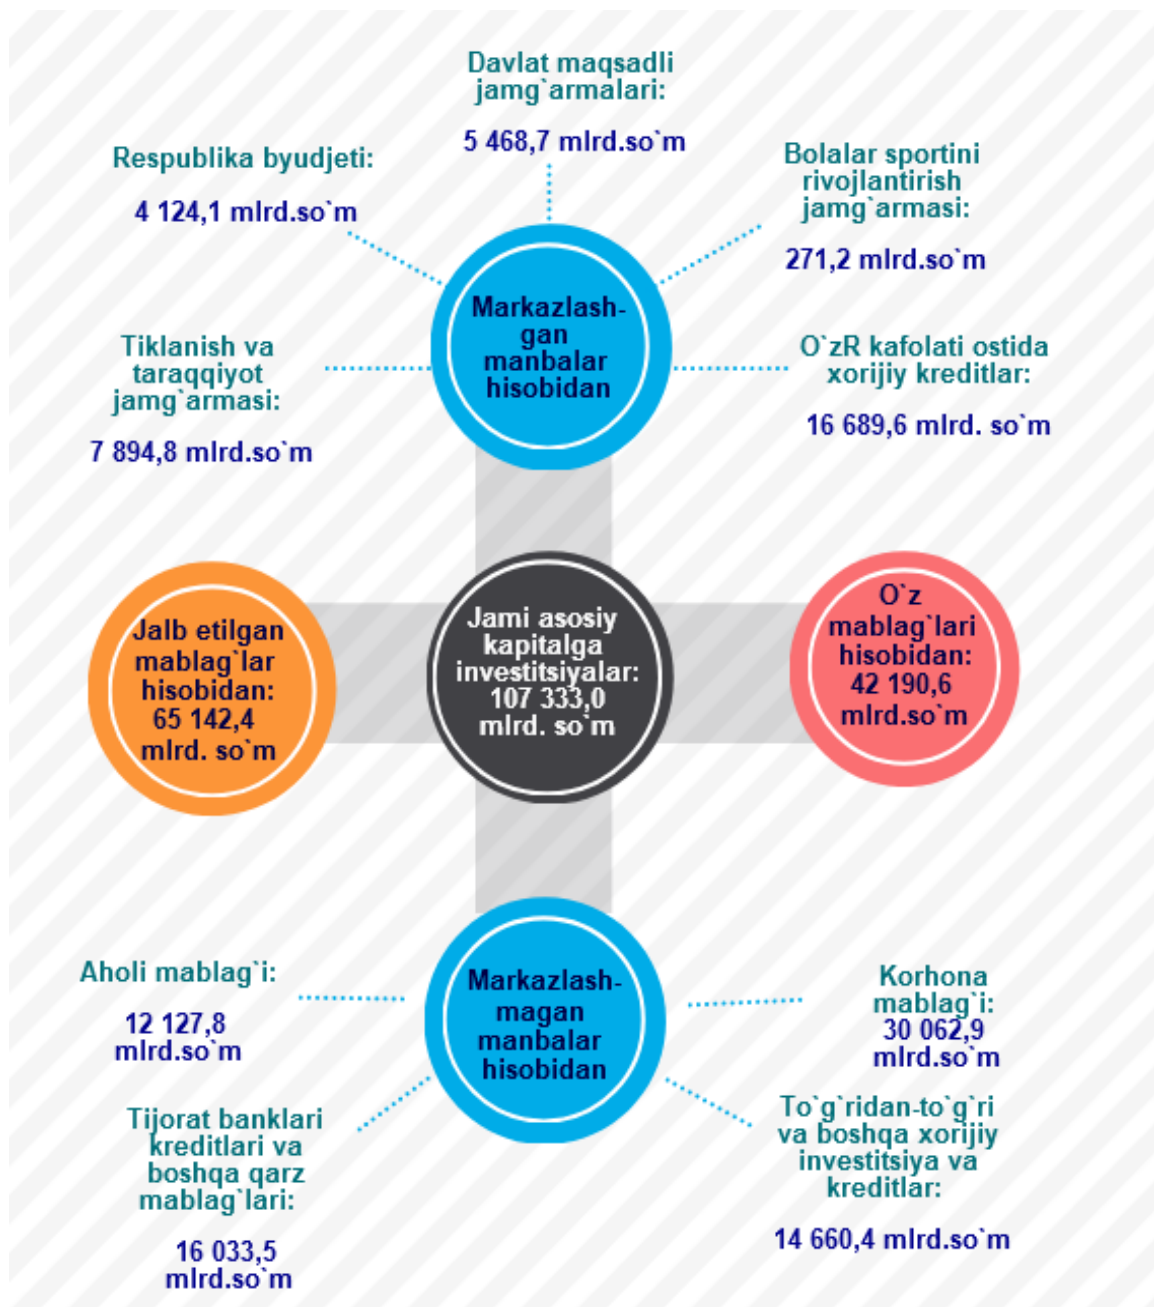 Davlat maqsadli
jamg`armalari:
5 468,7 mlrd.so`m
Respublika byudjeti:
4 124,1 mlrd.so`m
Bolalar sportini
rivojlantirish
jamg`armasi:
271,2 mlrd.so`m
Markazlash-
gan
manbalar
hisobidan
Tiklanish va
taraqqiyot
jamg`armasi:
7 894,8 mlrd.so`m
O`zR kafolati ostida
xorijiy kreditlar:
16 689,6 mlrd. so`m
Jalb etilgan
mablag`lar
hisobidan:
65 142,4
mlrd. so`m
Jami asosiy
kapitalga
investitsiyalar:
107 333,0
mlrd. so`m
O`z
mablag`lari
hisobidan:
42 190,6
mlrd.so`m
Markazlash-
magan
manbalar
hisobidan
Aholi mablag`i:
12 127,8
mlrd.so`m
Korhona
mablag`i:
30 062,9
mlrd.so`m
Tijorat banklari
kreditlari va
boshqa qarz
mablag`lari:
16 033,5
mlrd.so`m
To`g`ridan-to`g`ri
va boshqa xorijiy
investitsiya va
kreditlar:
14 660,4 mlrd.so`m